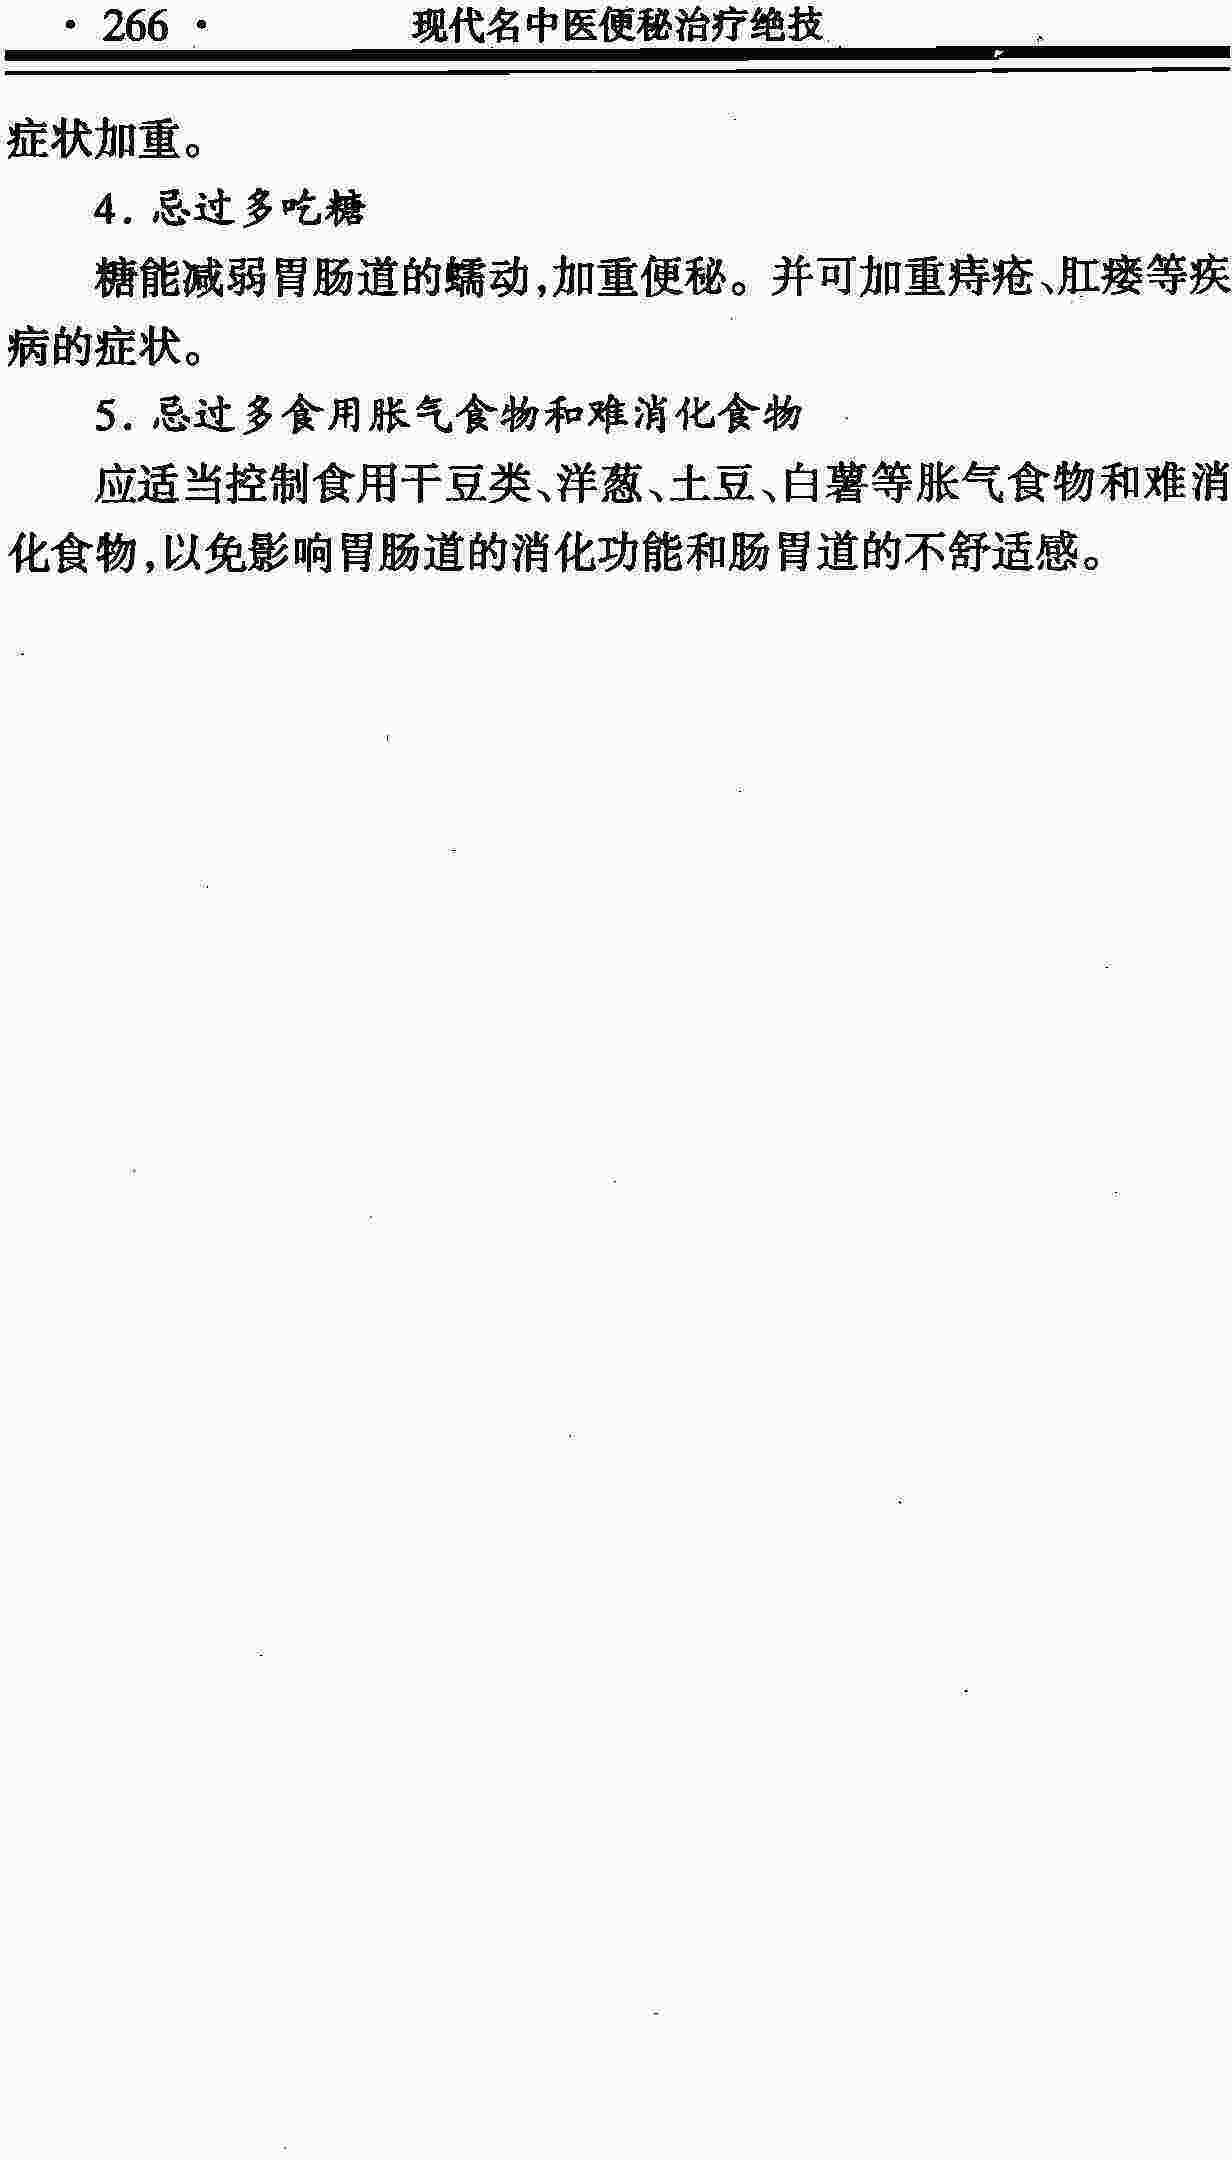 · 266 · 现代名中医便秘治疗绝技
症状加重。
4. 忌过多吃糖
糖能减弱胃肠道的蠕动,加重便秘。并可加重痔疮、肛瘘等疾
病的症状。
5. 忌过多食用胀气食物和难消化食物
应适当控制食用干豆类、洋葱、土豆、白薯等胀气食物和难消
化食物,以免影响胃肠道的消化功能和肠胃道的不舒适感。